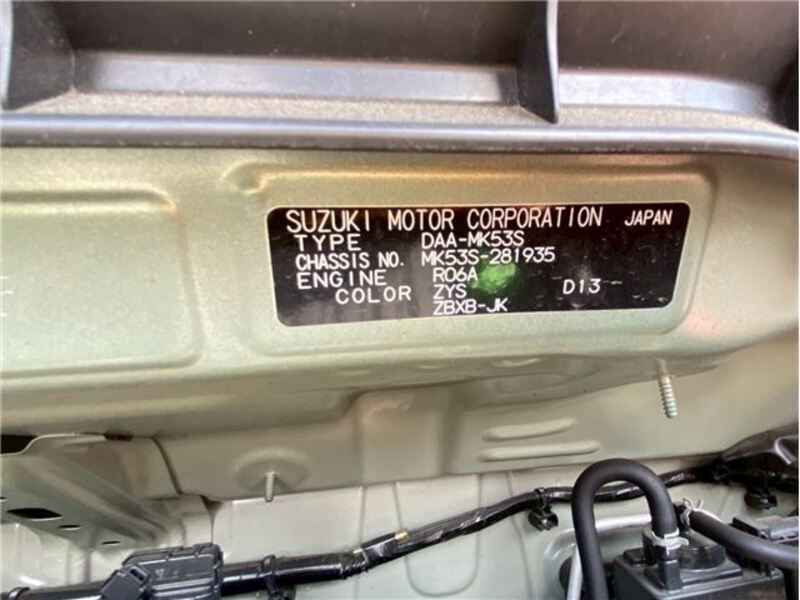 SUZUKI MOTOR CORPORATION JAPAN
TYPE DAA-MK53S
CHASSIS NO. MK53S-281935
ENGINE R06A
COLOR ZYS D13
ZBXB-JK